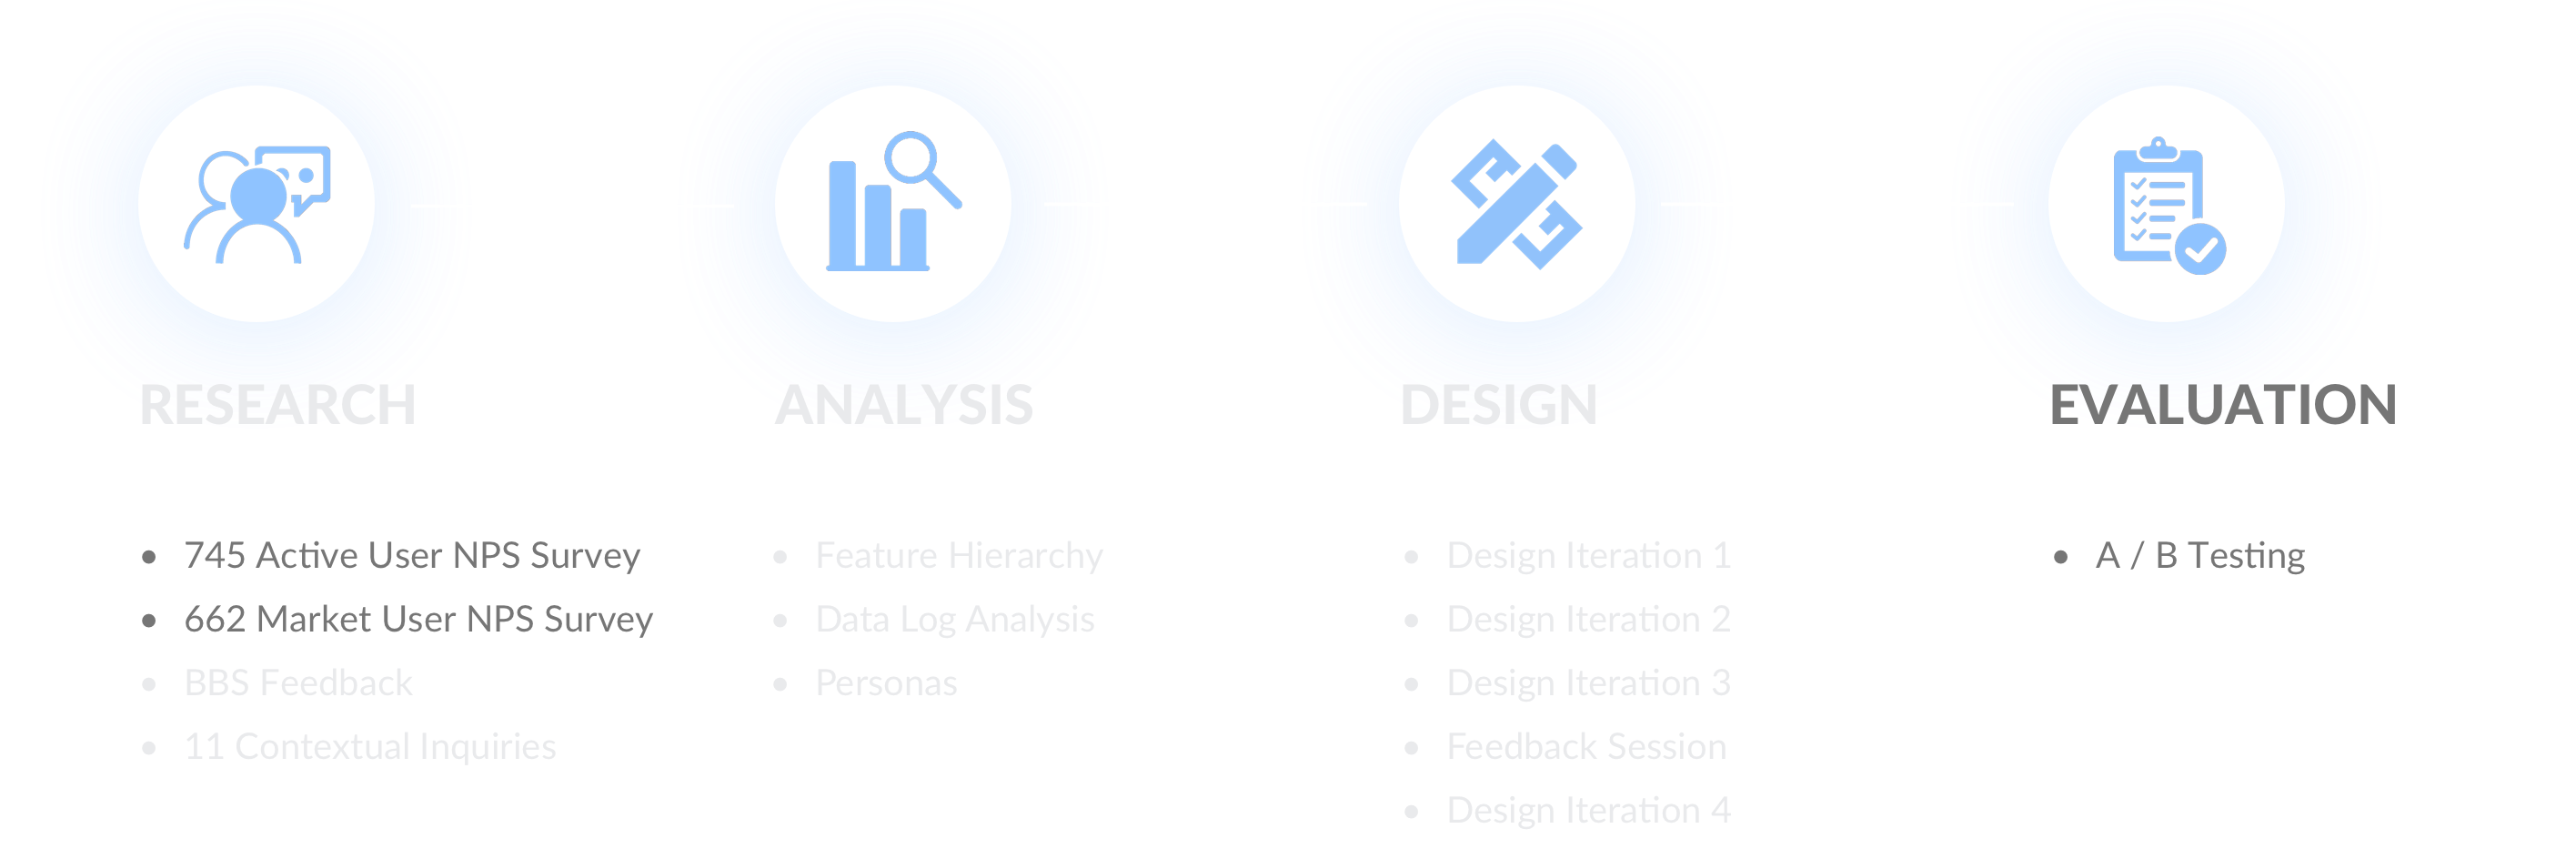 RESEARCH
745 Active User NPS Survey
662 Market User NPS Survey
BBS Feedback
11 Contextual Inquiries
ANALYSIS
Feature Hierarchy
Data Log Analysis
Personas
DESIGN
Design Iteration 1
Design Iteration 2
Design Iteration 3
Feedback Session
Design Iteration 4
EVALUATION
A / B Testing